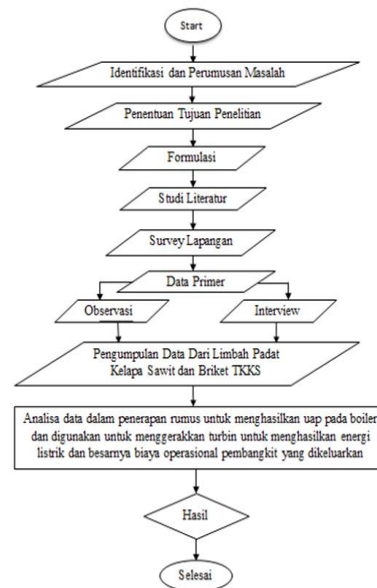 Start
Identifikasi dan Perumusan Masalah
Penentuan Tujuan Penelitian
Formulasi
Studi Literatur
Survey Lapangan
Data Primer
Observasi
Interview
Pengumpulan Data Dari Limbah Padat
Kelapa Sawit dan Briket TKKS
Analisa data dalam penerapan rumus untuk menghasilkan uap pada boiler
dan digunakan untuk menggerakkan turbin untuk menghasilkan energi
listrik dan besarnya biaya operasional pembangkit yang dikeluarkan
Hasil
Selesai